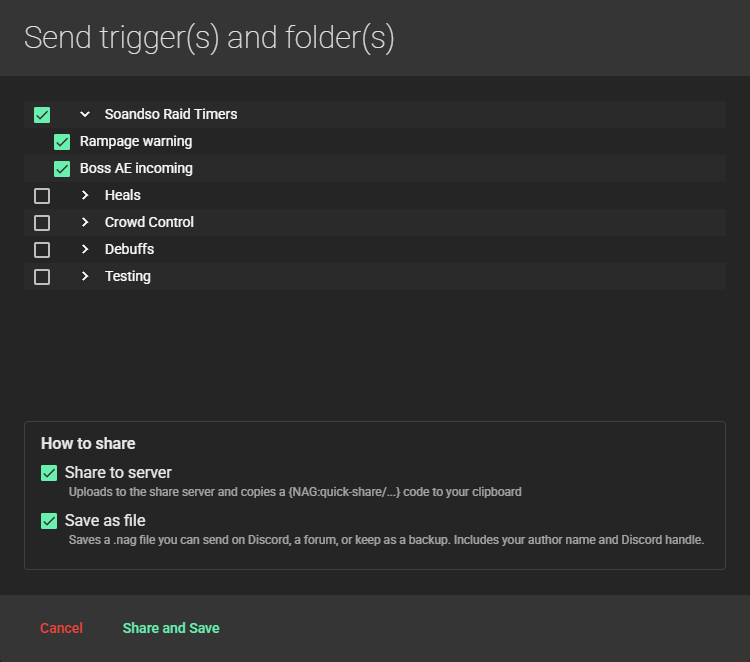 Send trigger(s) and folder(s)
Soandso Raid Timers
Rampage warning
Boss AE incoming
Heals
Crowd Control
Debuffs
Testing
How to share
Share to server
Uploads to the share server and copies a {NAG:quick-share/...} code to your clipboard
Save as file
Saves a .nag file you can send on Discord, a forum, or keep as a backup. Includes your author name and Discord handle.
Cancel
Share and Save